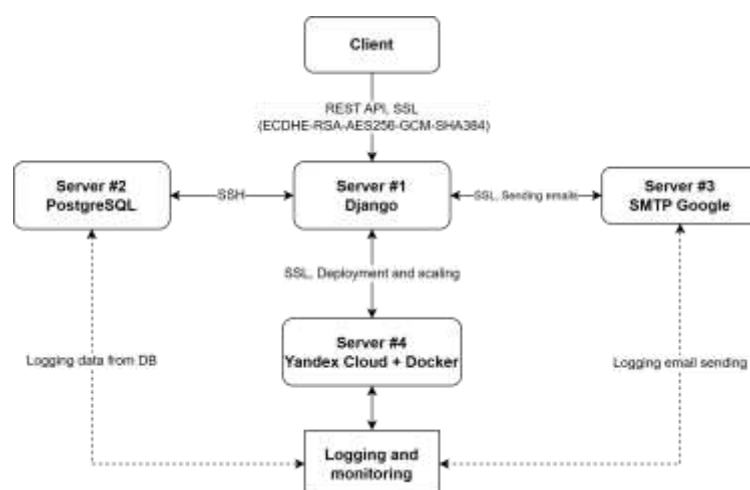 Client
REST API, SSL
(ECDHE-RSA-AES256-GCM-SHA384)
Server #2
PostgreSQL
SSH
Server #1
Django
SSL, Sending emails
Server #3
SMTP Google
SSL, Deployment and scaling
Server #4
Yandex Cloud + Docker
Logging data from DB
Logging email sending
Logging and
monitoring